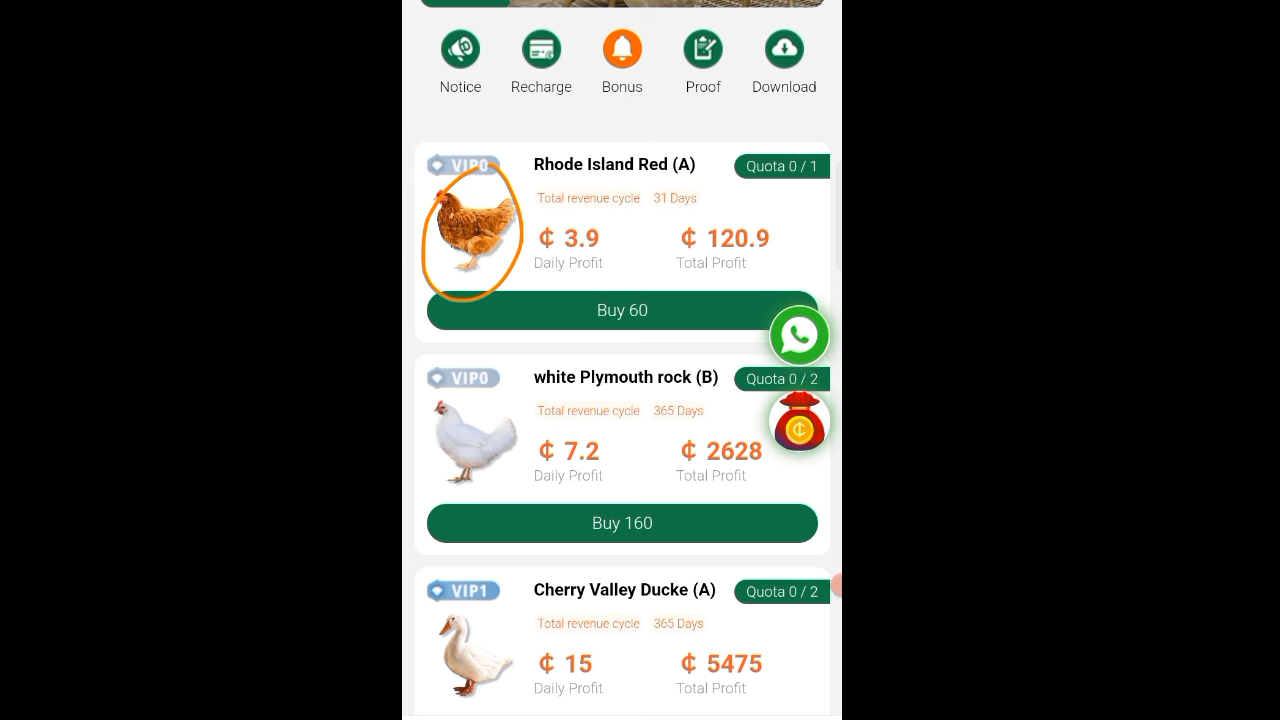 Notice
Recharge
Bonus
Proof
Download
VIP0
Rhode Island Red (A)
Quota 0 / 1
Total revenue cycle 31 Days
₵ 3.9
₵ 120.9
Daily Profit
Total Profit
Buy 60
VIP0
white Plymouth rock (B)
Quota 0 / 2
Total revenue cycle 365 Days
₵ 7.2
₵ 2628
Daily Profit
Total Profit
Buy 160
VIP1
Cherry Valley Ducke (A)
Quota 0 / 2
Total revenue cycle 365 Days
₵ 15
₵ 5475
Daily Profit
Total Profit